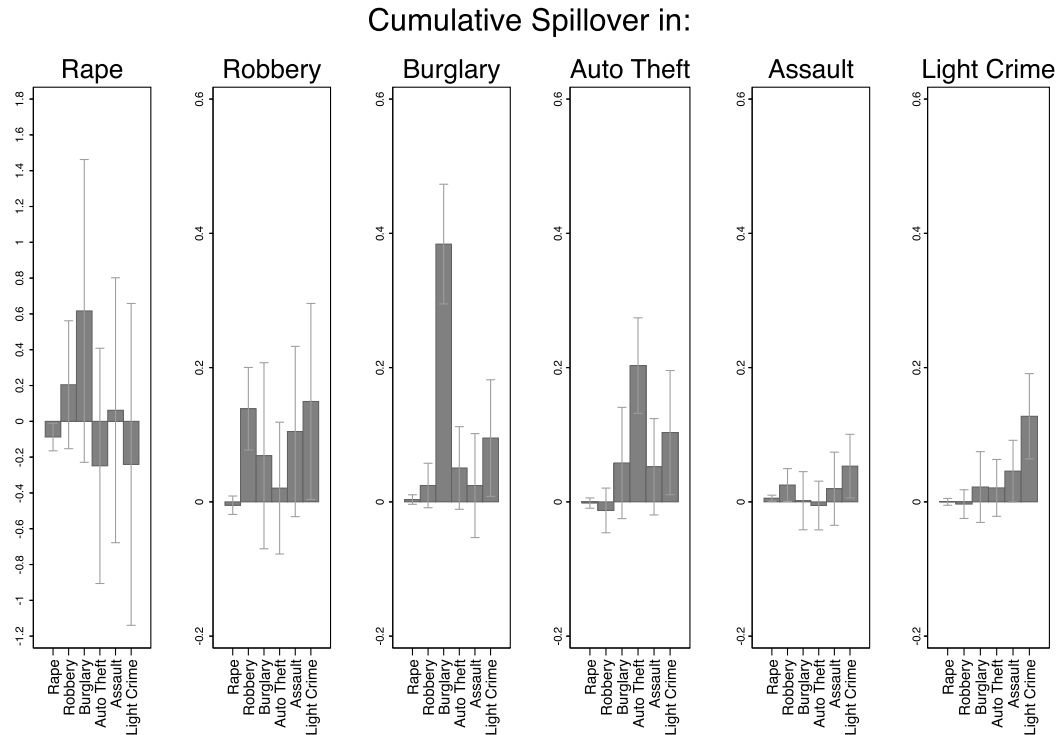 Cumulative Spillover in:
Rape
1.8
1.6
1.4
1.2
1
0.8
0.6
0.4
0.2
0
-0.2
-0.4
-0.6
-0.8
-1
-1.2
Rape
Robbery
Burglary
Auto Theft
Assault
Light Crime
Robbery
0.6
0.4
0.2
0
-0.2
Rape
Robbery
Burglary
Auto Theft
Assault
Light Crime
Burglary
0.6
0.4
0.2
0
-0.2
Rape
Robbery
Burglary
Auto Theft
Assault
Light Crime
Auto Theft
0.6
0.4
0.2
0
-0.2
Rape
Robbery
Burglary
Auto Theft
Assault
Light Crime
Assault
0.6
0.4
0.2
0
-0.2
Rape
Robbery
Burglary
Auto Theft
Assault
Light Crime
Light Crime
0.6
0.4
0.2
0
-0.2
Rape
Robbery
Burglary
Auto Theft
Assault
Light Crime